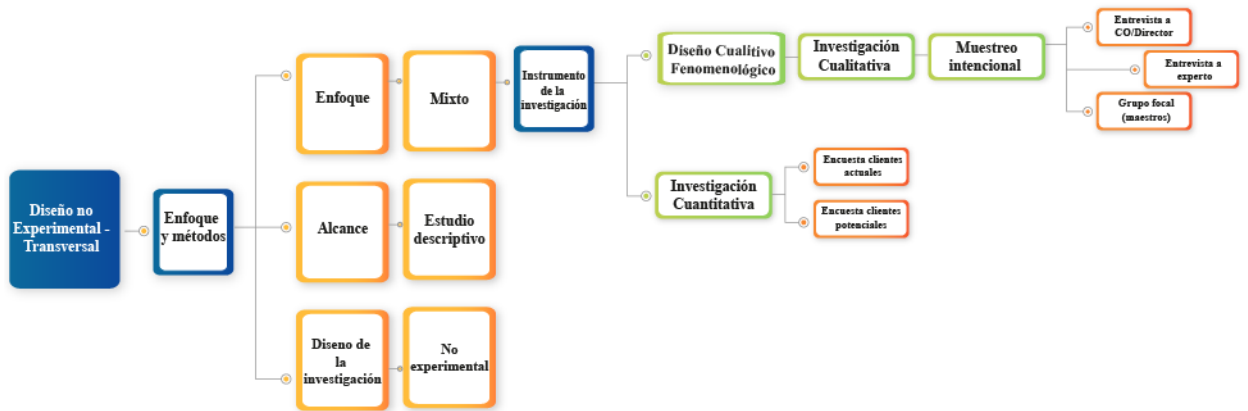 Diseño no
Experimental -
Transversal
Enfoque
y métodos
Enfoque
Mixto
Instrumento
de la
investigación
Diseño Cualitivo
Fenomenológico
Investigación
Cualitativa
Muestreo
intencional
Entrevista a
CO/Director
Entrevista a
experto
Grupo focal
(maestros)
Investigación
Cuantitativa
Encuesta clientes
actuales
Encuesta clientes
potenciales
Alcance
Estudio
descriptivo
Diseno de
la
investigación
No
experimental